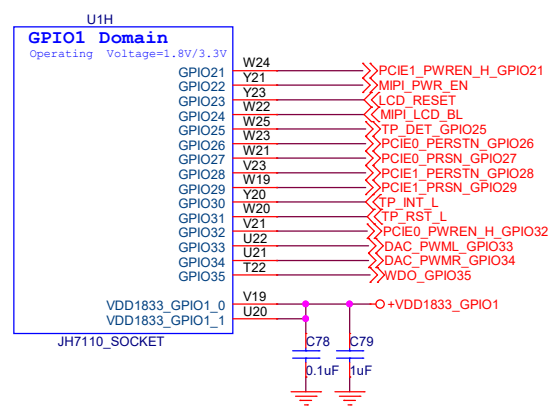 U1H
GPIO1 Domain
Operating Voltage=1.8V/3.3V
GPIO21 W24 PCIE1_PWREN_H_GPIO21
GPIO22 Y21 MIPI_PWR_EN
GPIO23 Y23 LCD_RESET
GPIO24 W22 MIPI_LCD_BL
GPIO25 W25 TP_DET_GPIO25
GPIO26 W23 PCIE0_PERSTN_GPIO26
GPIO27 W21 PCIE0_PRSN_GPIO27
GPIO28 V23 PCIE1_PERSTN_GPIO28
GPIO29 W19 PCIE1_PRSN_GPIO29
GPIO30 Y20 TP_INT_L
GPIO31 W20 TP_RST_L
GPIO32 V21 PCIE0_PWREN_H_GPIO32
GPIO33 U22 DAC_PWML_GPIO33
GPIO34 U21 DAC_PWMR_GPIO34
GPIO35 T22 WDO_GPIO35
VDD1833_GPIO1_0 V19 +VDD1833_GPIO1
VDD1833_GPIO1_1 U20
JH7110_SOCKET
C78 C79
0.1uF 1uF